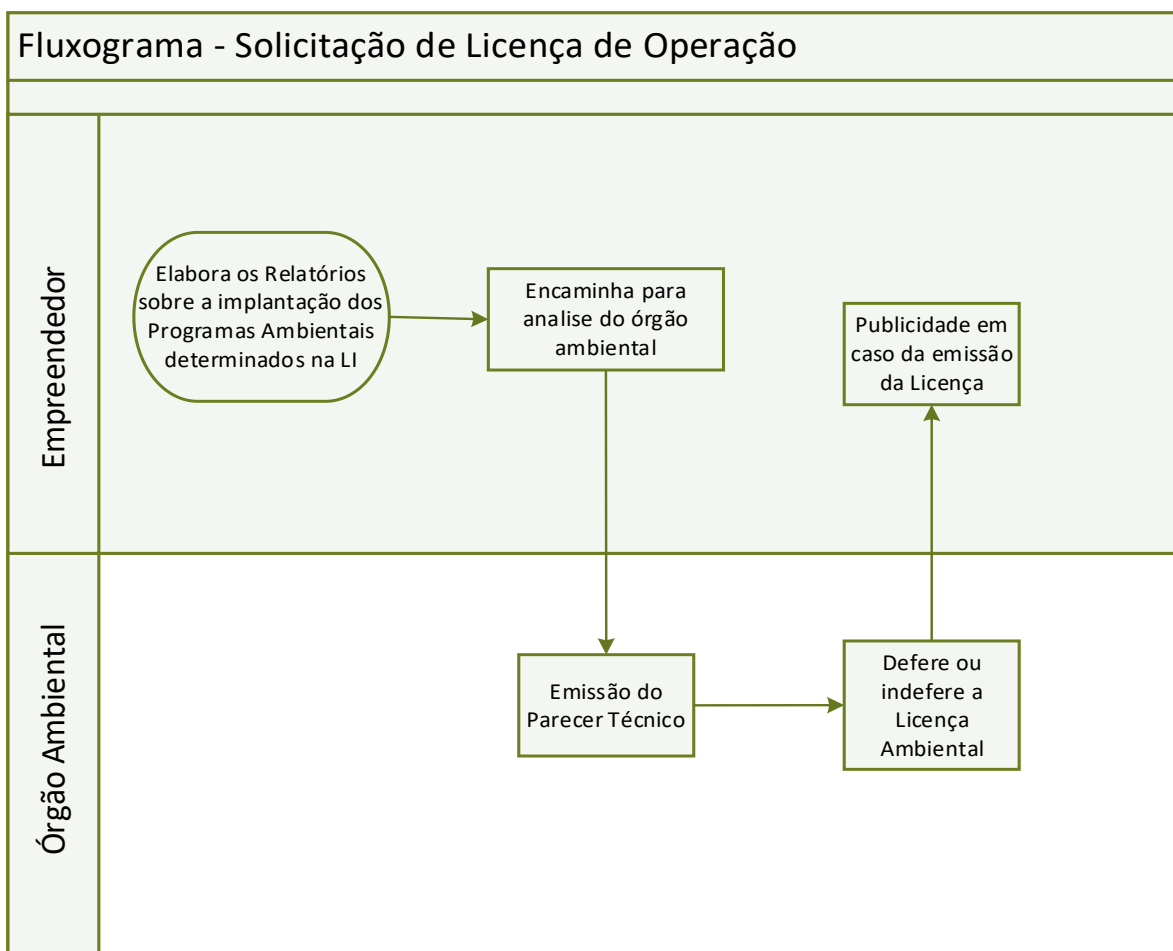 Fluxograma - Solicitação de Licença de Operação
Empreendedor
Elabora os Relatórios
sobre a implantação dos
Programas Ambientais
determinados na LI
Encaminha para
analise do órgão
ambiental
Publicidade em
caso da emissão
da Licença
Órgão Ambiental
Emissão do
Parecer Técnico
Defere ou
indefere a
Licença
Ambiental